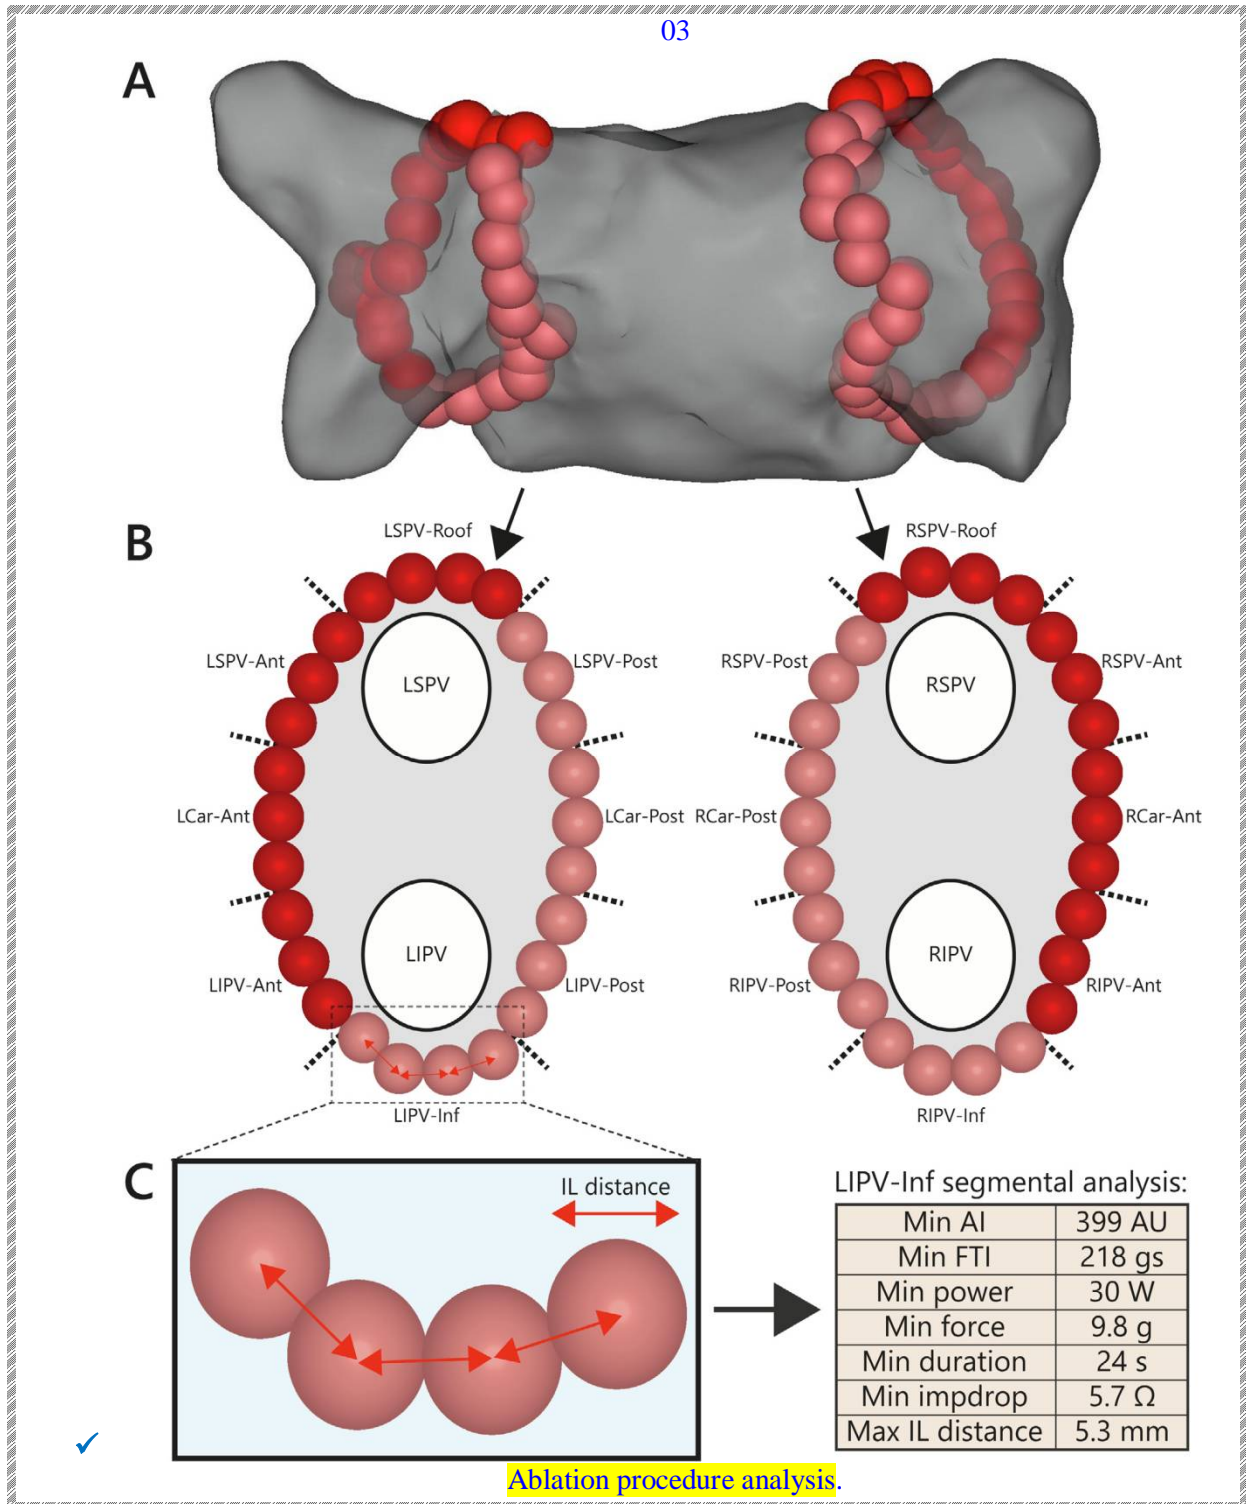 03
A
B
LSPV-Roof
RSPV-Roof
LSPV-Ant
LSPV
LSPV-Post
RSPV-Post
RSPV
RSPV-Ant
LCar-Ant
LCar-Post
RCar-Post
RCar-Ant
LIPV-Ant
LIPV
LIPV-Post
RIPV-Post
RIPV
RIPV-Ant
LIPV-Inf
RIPV-Inf
C
IL distance
LIPV-Inf segmental analysis:
Min AI 399 AU
Min FTI 218 gs
Min power 30 W
Min force 9.8 g
Min duration 24 s
Min impdrop 5.7 Ω
Max IL distance 5.3 mm
Ablation procedure analysis.